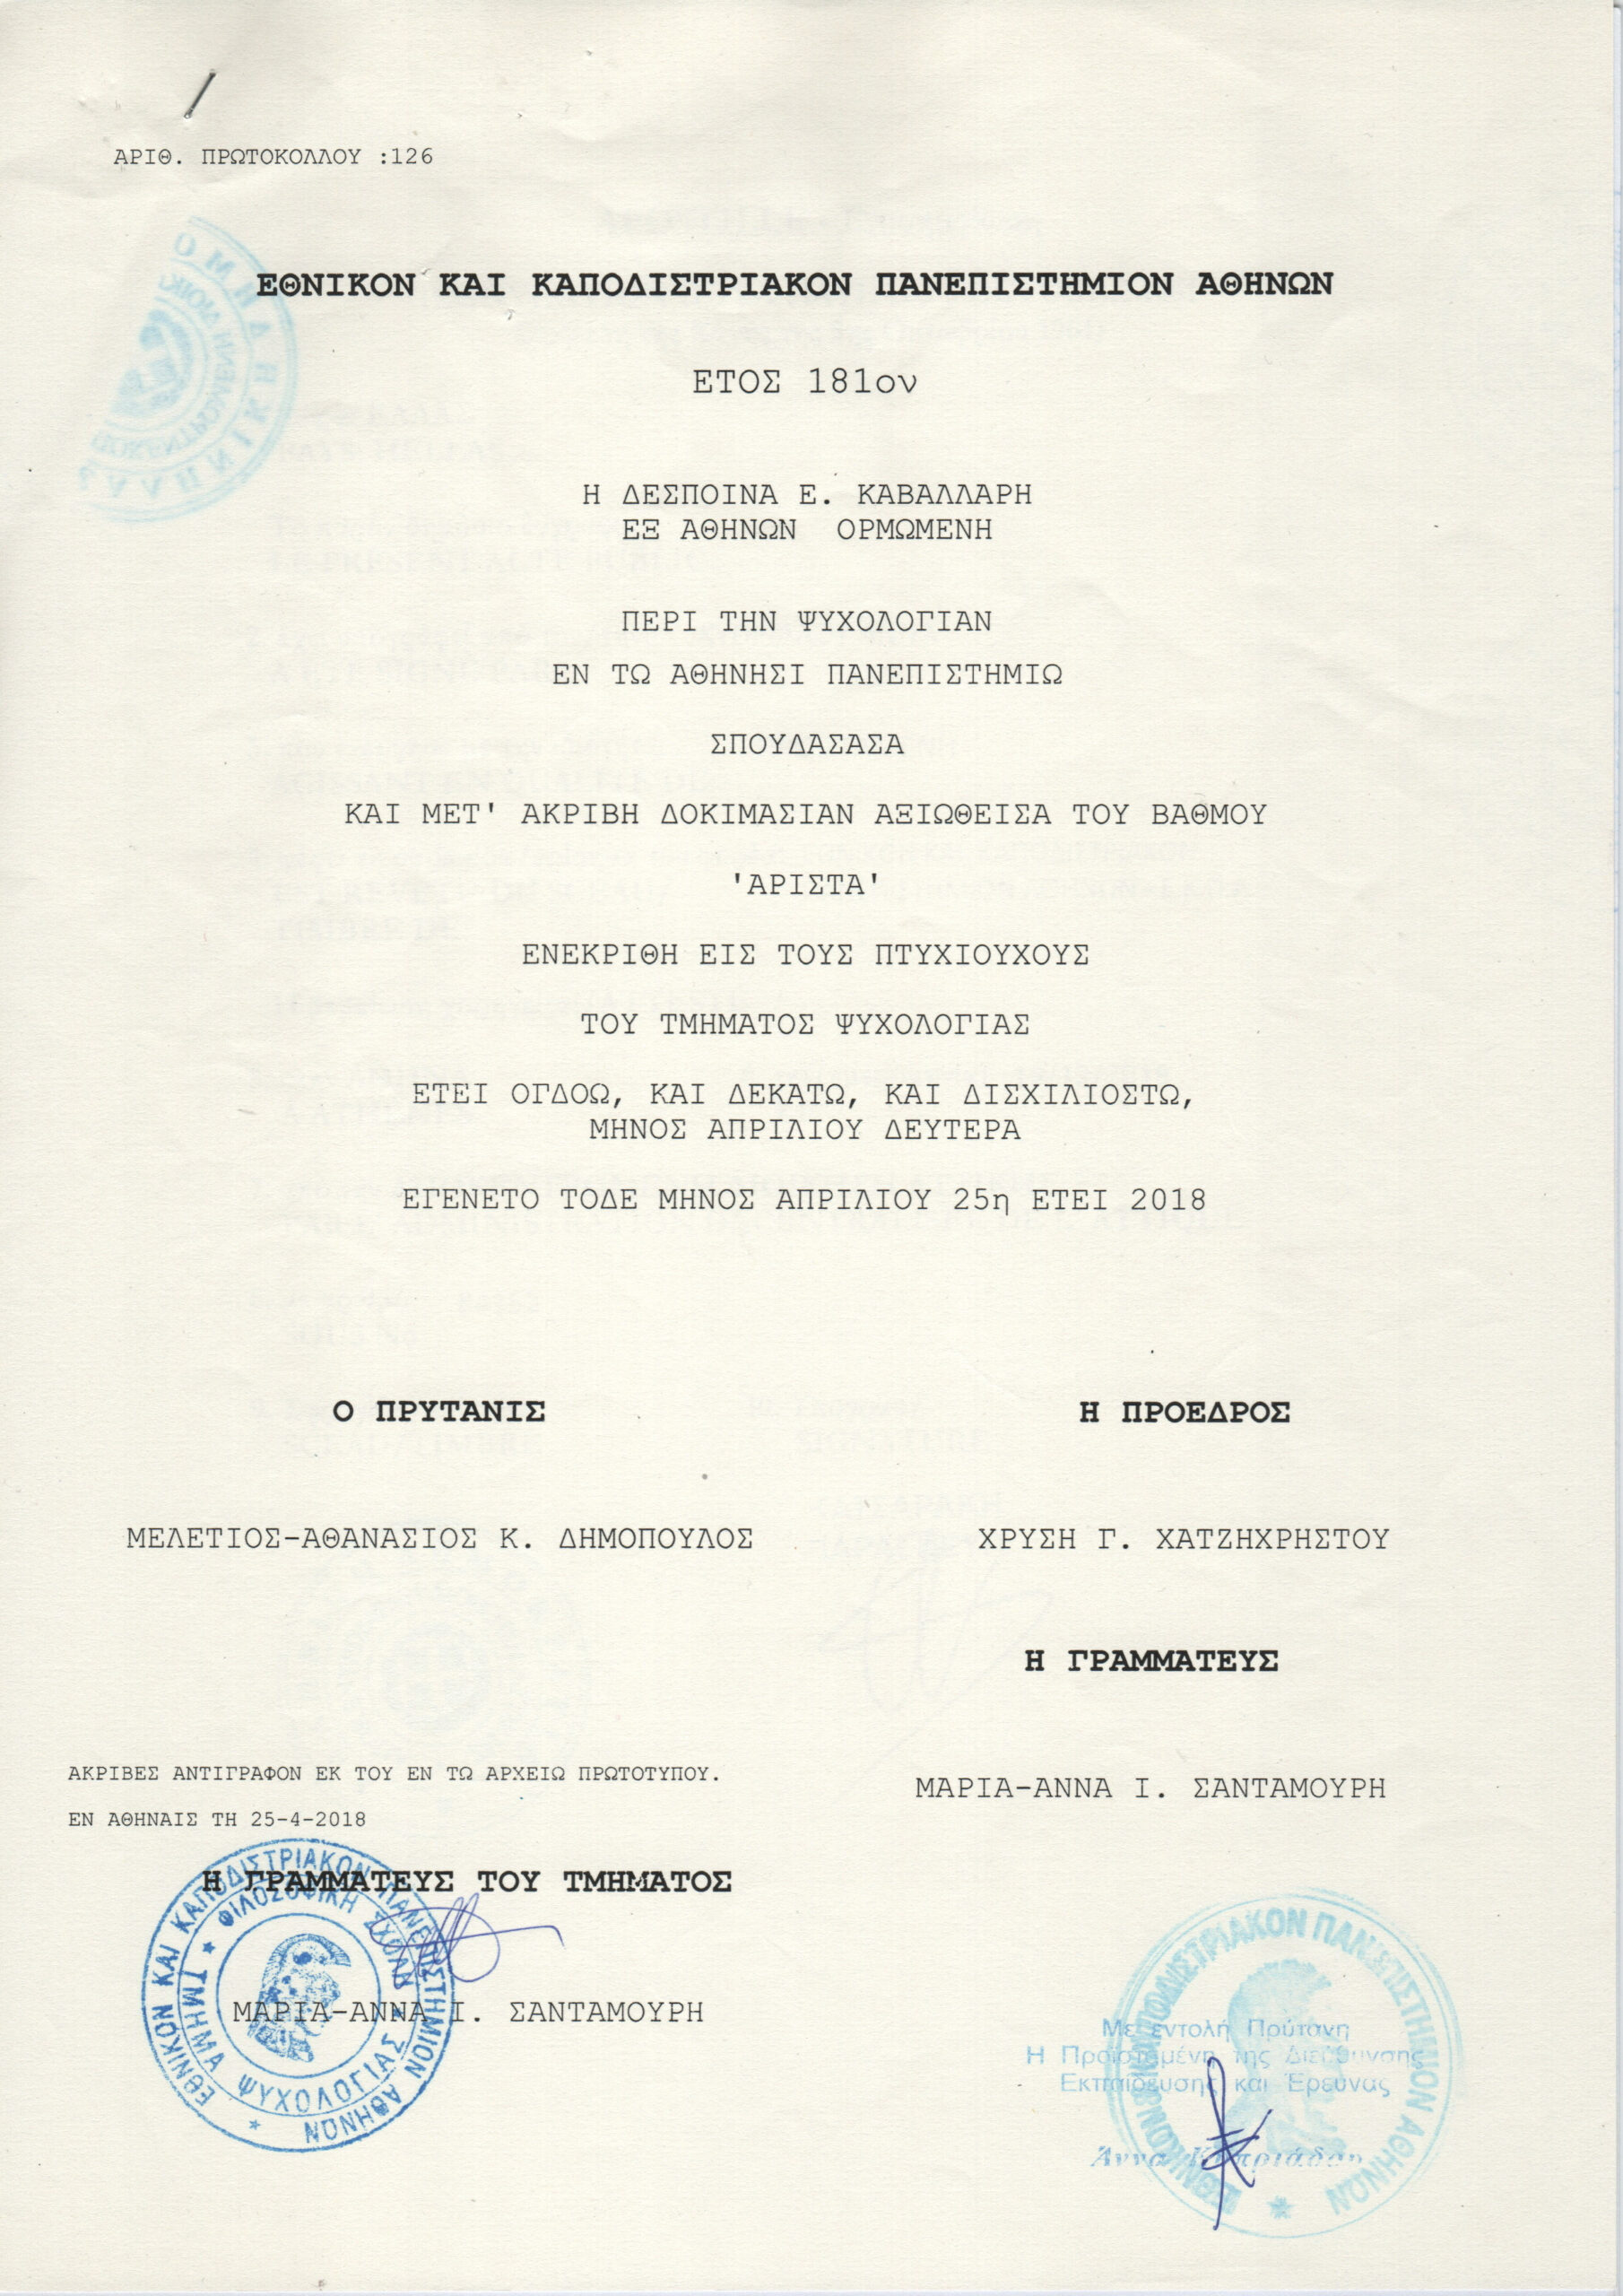 ΑΡΙΘ. ΠΡΩΤΟΚΟΛΛΟΥ :126
ΕΘΝΙΚΟΝ ΚΑΙ ΚΑΠΟΔΙΣΤΡΙΑΚΟΝ ΠΑΝΕΠΙΣΤΗΜΙΟΝ ΑΘΗΝΩΝ
ΕΤΟΣ 181ον
Η ΔΕΣΠΟΙΝΑ Ε. ΚΑΒΑΛΛΑΡΗ
ΕΞ ΑΘΗΝΩΝ ΟΡΜΩΜΕΝΗ
ΠΕΡΙ ΤΗΝ ΨΥΧΟΛΟΓΙΑΝ
ΕΝ ΤΩ ΑΘΗΝΗΣΙ ΠΑΝΕΠΙΣΤΗΜΙΩ
ΣΠΟΥΔΑΣΑΣΑ
ΚΑΙ ΜΕΤ' ΑΚΡΙΒΗ ΔΟΚΙΜΑΣΙΑΝ ΑΞΙΩΘΕΙΣΑ ΤΟΥ ΒΑΘΜΟΥ
'ΑΡΙΣΤΑ'
ΕΝΕΚΡΙΘΗ ΕΙΣ ΤΟΥΣ ΠΤΥΧΙΟΥΧΟΥΣ
ΤΟΥ ΤΜΗΜΑΤΟΣ ΨΥΧΟΛΟΓΙΑΣ
ΕΤΕΙ ΟΓΔΟΩ, ΚΑΙ ΔΕΚΑΤΩ, ΚΑΙ ΔΙΣΧΙΛΙΟΣΤΩ,
ΜΗΝΟΣ ΑΠΡΙΛΙΟΥ ΔΕΥΤΕΡΑ
ΕΓΕΝΕΤΟ ΤΟΔΕ ΜΗΝΟΣ ΑΠΡΙΛΙΟΥ 25η ΕΤΕΙ 2018
Ο ΠΡΥΤΑΝΙΣ
Η ΠΡΟΕΔΡΟΣ
ΜΕΛΕΤΙΟΣ-ΑΘΑΝΑΣΙΟΣ Κ. ΔΗΜΟΠΟΥΛΟΣ
ΧΡΥΣΗ Γ. ΧΑΤΖΗΧΡΗΣΤΟΥ
Η ΓΡΑΜΜΑΤΕΥΣ
ΜΑΡΙΑ-ΑΝΝΑ Ι. ΣΑΝΤΑΜΟΥΡΗ
ΑΚΡΙΒΕΣ ΑΝΤΙΓΡΑΦΟΝ ΕΚ ΤΟΥ ΕΝ ΤΩ ΑΡΧΕΙΩ ΠΡΩΤΟΤΥΠΟΥ.
ΕΝ ΑΘΗΝΑΙΣ ΤΗ 25-4-2018
Η ΓΡΑΜΜΑΤΕΥΣ ΤΟΥ ΤΜΗΜΑΤΟΣ
ΜΑΡΙΑ-ΑΝΝΑ Ι. ΣΑΝΤΑΜΟΥΡΗ
ΕΘΝΙΚΟΝ ΚΑΙ ΚΑΠΟΔΙΣΤΡΙΑΚΟΝ ΠΑΝΕΠΙΣΤΗΜΙΟΝ ΑΘΗΝΩΝ
ΦΙΛΟΣΟΦΙΚΗ ΣΧΟΛΗ
ΤΜΗΜΑ ΨΥΧΟΛΟΓΙΑΣ
Με εντολή Πρύτανη
Η Προϊσταμένη της Διεύθυνσης
Εκπαίδευσης και Έρευνας
Άννα
ΚΑΠΟΔΙΣΤΡΙΑΚΟΝ ΠΑΝΕΠΙΣΤΗΜΙΟΝ ΑΘΗΝΩΝ